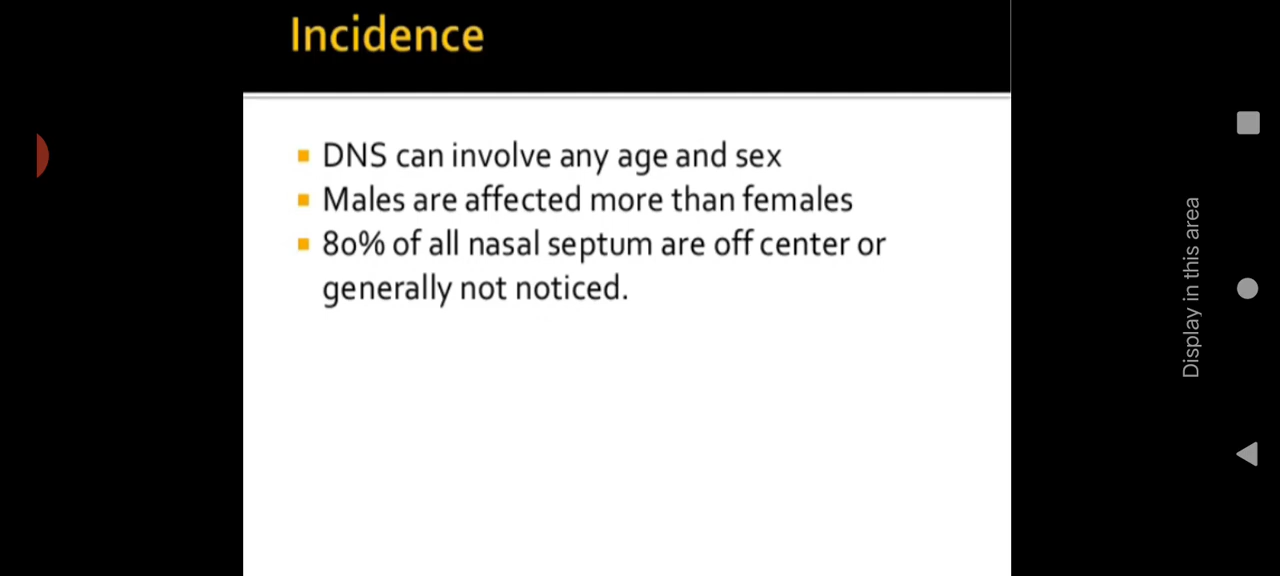 Incidence
DNS can involve any age and sex
Males are affected more than females
80% of all nasal septum are off center or
generally not noticed.
Display in this area